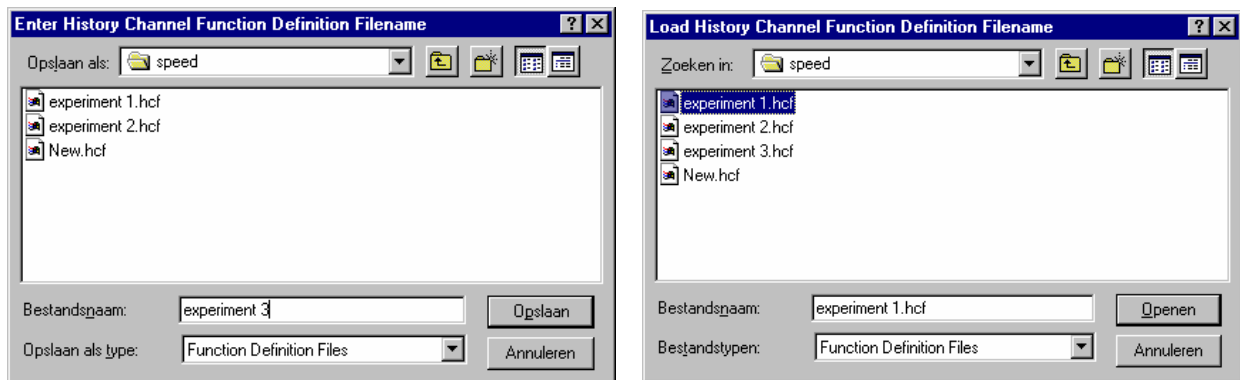 Enter History Channel Function Definition Filename
Opslaan als: speed
experiment 1.hcf
experiment 2.hcf
New.hcf
Bestandsnaam: experiment 3 Opslaan
Opslaan als type: Function Definition Files Annuleren
Load History Channel Function Definition Filename
Zoeken in: speed
experiment 1.hcf
experiment 2.hcf
experiment 3.hcf
New.hcf
Bestandsnaam: experiment 1.hcf Openen
Bestandstypen: Function Definition Files Annuleren